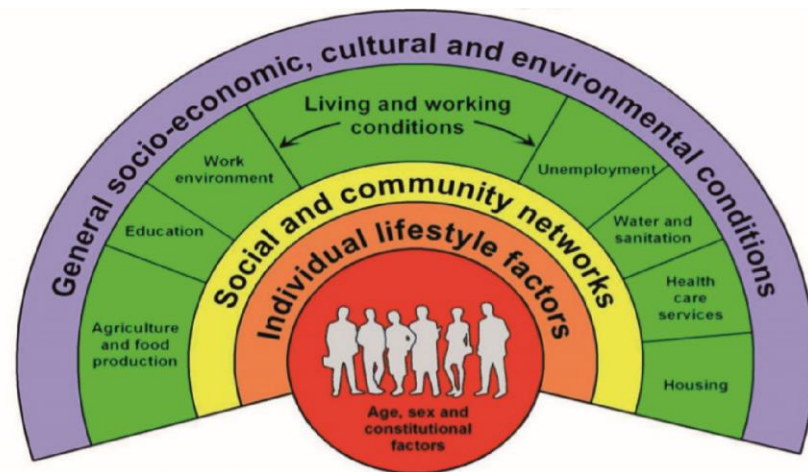 General socio-economic, cultural and environmental conditions
Living and working
conditions
Work
environment
Unemployment
Education
Water and
sanitation
Agriculture
and food
production
Health
care
services
Housing
Social and community networks
Individual lifestyle factors
Age, sex and
constitutional
factors